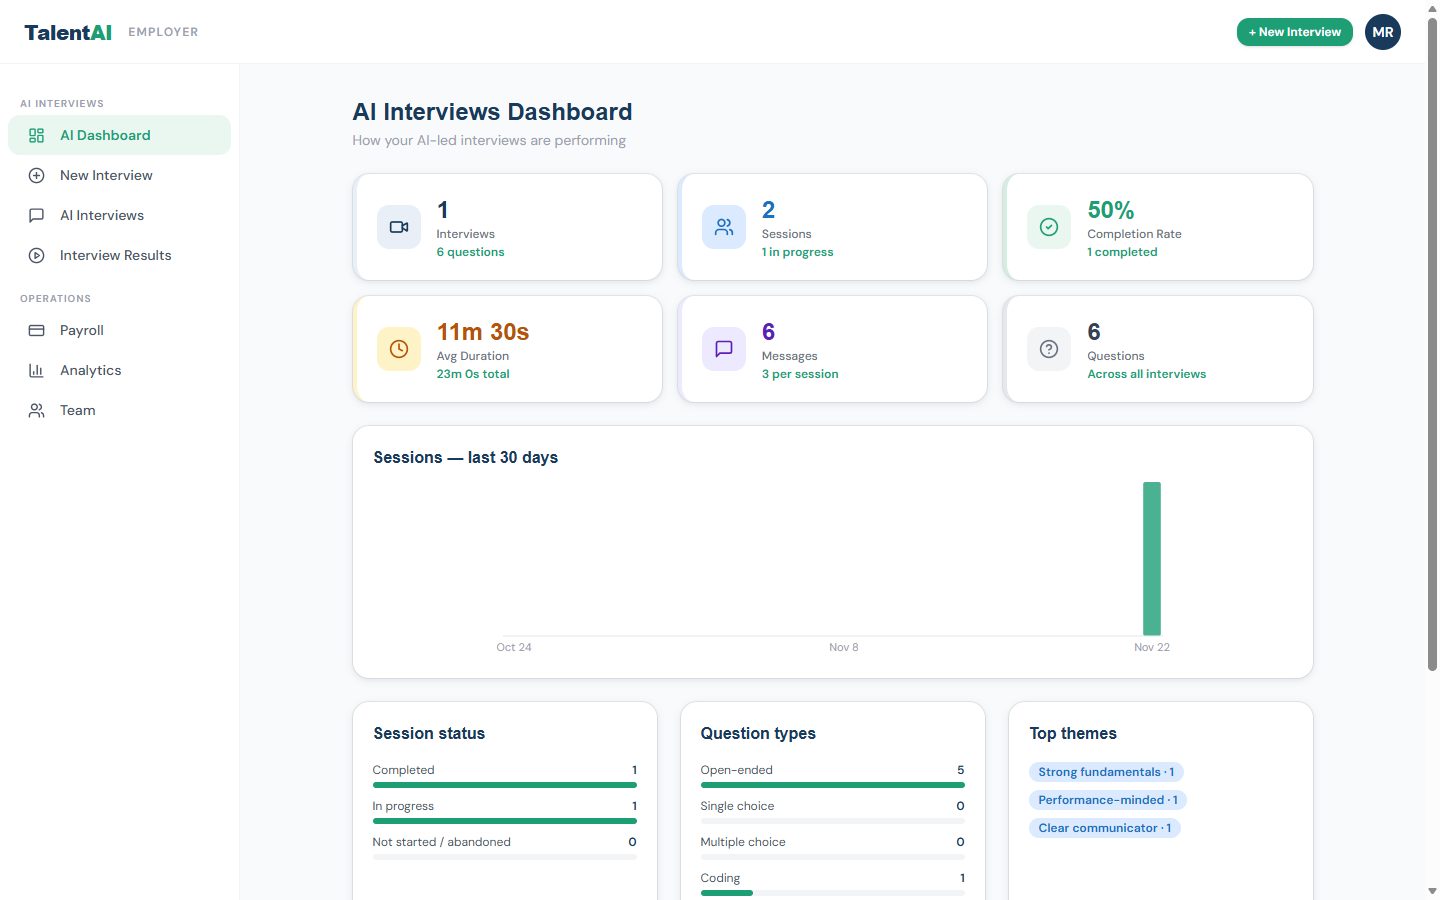 TalentAI EMPLOYER
+ New Interview
MR
AI INTERVIEWS
AI Dashboard
New Interview
AI Interviews
Interview Results
OPERATIONS
Payroll
Analytics
Team
AI Interviews Dashboard
How your AI-led interviews are performing
1
Interviews
6 questions
2
Sessions
1 in progress
50%
Completion Rate
1 completed
11m 30s
Avg Duration
23m 0s total
6
Messages
3 per session
6
Questions
Across all interviews
Sessions — last 30 days
Oct 24
Nov 8
Nov 22
Session status
Completed 1
In progress 1
Not started / abandoned 0
Question types
Open-ended 5
Single choice 0
Multiple choice 0
Coding 1
Top themes
Strong fundamentals · 1
Performance-minded · 1
Clear communicator · 1